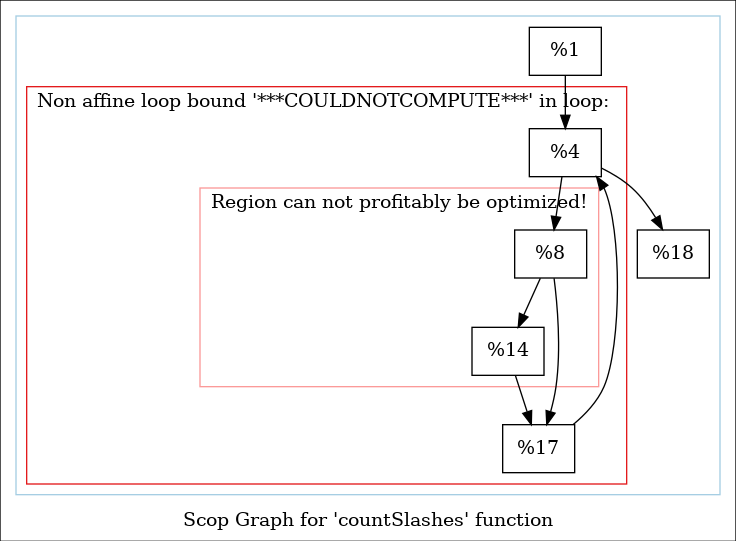 %1
Non affine loop bound '***COULDNOTCOMPUTE***' in loop:
%4
Region can not profitably be optimized!
%8
%18
%14
%17
Scop Graph for 'countSlashes' function